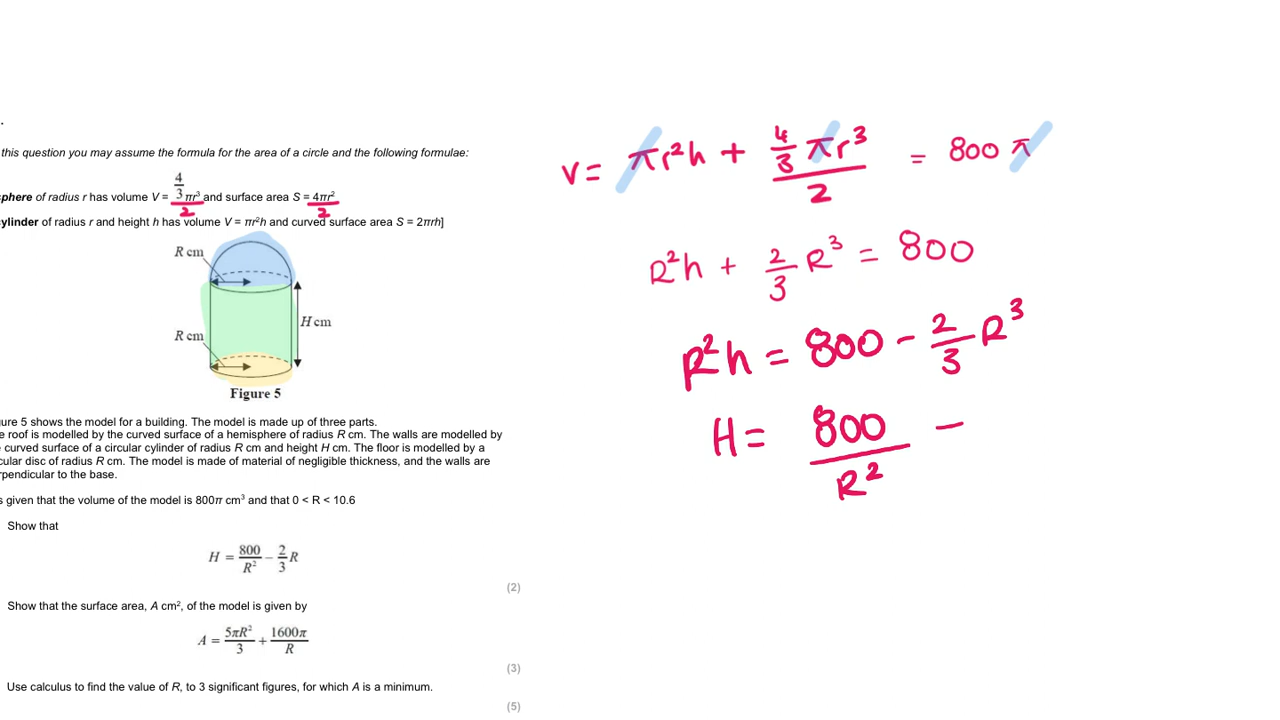 .
this question you may assume the formula for the area of a circle and the following formulae:
phere of radius r has volume V = 4/3 πr³ and surface area S = 4πr²
2 2
ylinder of radius r and height h has volume V = πr²h and curved surface area S = 2πrh]
R cm
H cm
R cm
Figure 5
ure 5 shows the model for a building. The model is made up of three parts.
e roof is modelled by the curved surface of a hemisphere of radius R cm. The walls are modelled by
curved surface of a circular cylinder of radius R cm and height H cm. The floor is modelled by a
cular disc of radius R cm. The model is made of material of negligible thickness, and the walls are
rpendicular to the base.
s given that the volume of the model is 800π cm³ and that 0 < R < 10.6
Show that
H = 800/R² - 2/3 R
(2)
Show that the surface area, A cm², of the model is given by
A = 5πR²/3 + 1600π/R
(3)
Use calculus to find the value of R, to 3 significant figures, for which A is a minimum.
(5)
V = πr²h + (4/3 πr³)/2 = 800 π
R²h + 2/3 R³ = 800
R²h = 800 - 2/3 R³
H = 800/R² -